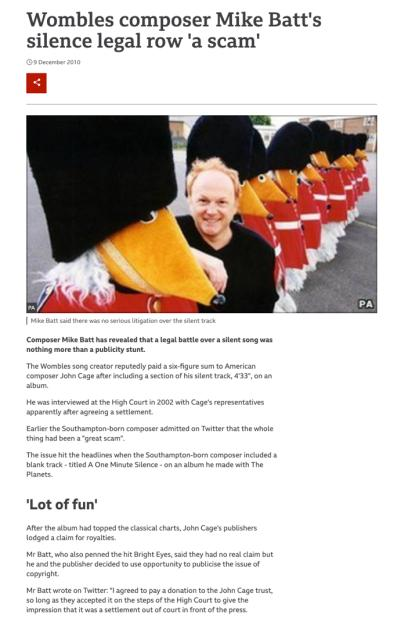 Wombles composer Mike Batt's
silence legal row 'a scam'
9 December 2010
PA
PA
Mike Batt said there was no serious litigation over the silent track
Composer Mike Batt has revealed that a legal battle over a silent song was
nothing more than a publicity stunt.
The Wombles song creator reputedly paid a six-figure sum to American
composer John Cage after including a section of his silent track, 4'33", on an
album.
He was interviewed at the High Court in 2002 with Cage's representatives
apparently after agreeing a settlement.
Earlier the Southampton-born composer admitted on Twitter that the whole
thing had been a "great scam".
The issue hit the headlines when the Southampton-born composer included a
blank track - titled A One Minute Silence - on an album he made with The
Planets.
'Lot of fun'
After the album had topped the classical charts, John Cage's publishers
lodged a claim for royalties.
Mr Batt, who also penned the hit Bright Eyes, said they had no real claim but
he and the publisher decided to use opportunity to publicise the issue of
copyright.
Mr Batt wrote on Twitter: "I agreed to pay a donation to the John Cage trust,
so long as they accepted it on the steps of the High Court to give the
impression that it was a settlement out of court in front of the press.